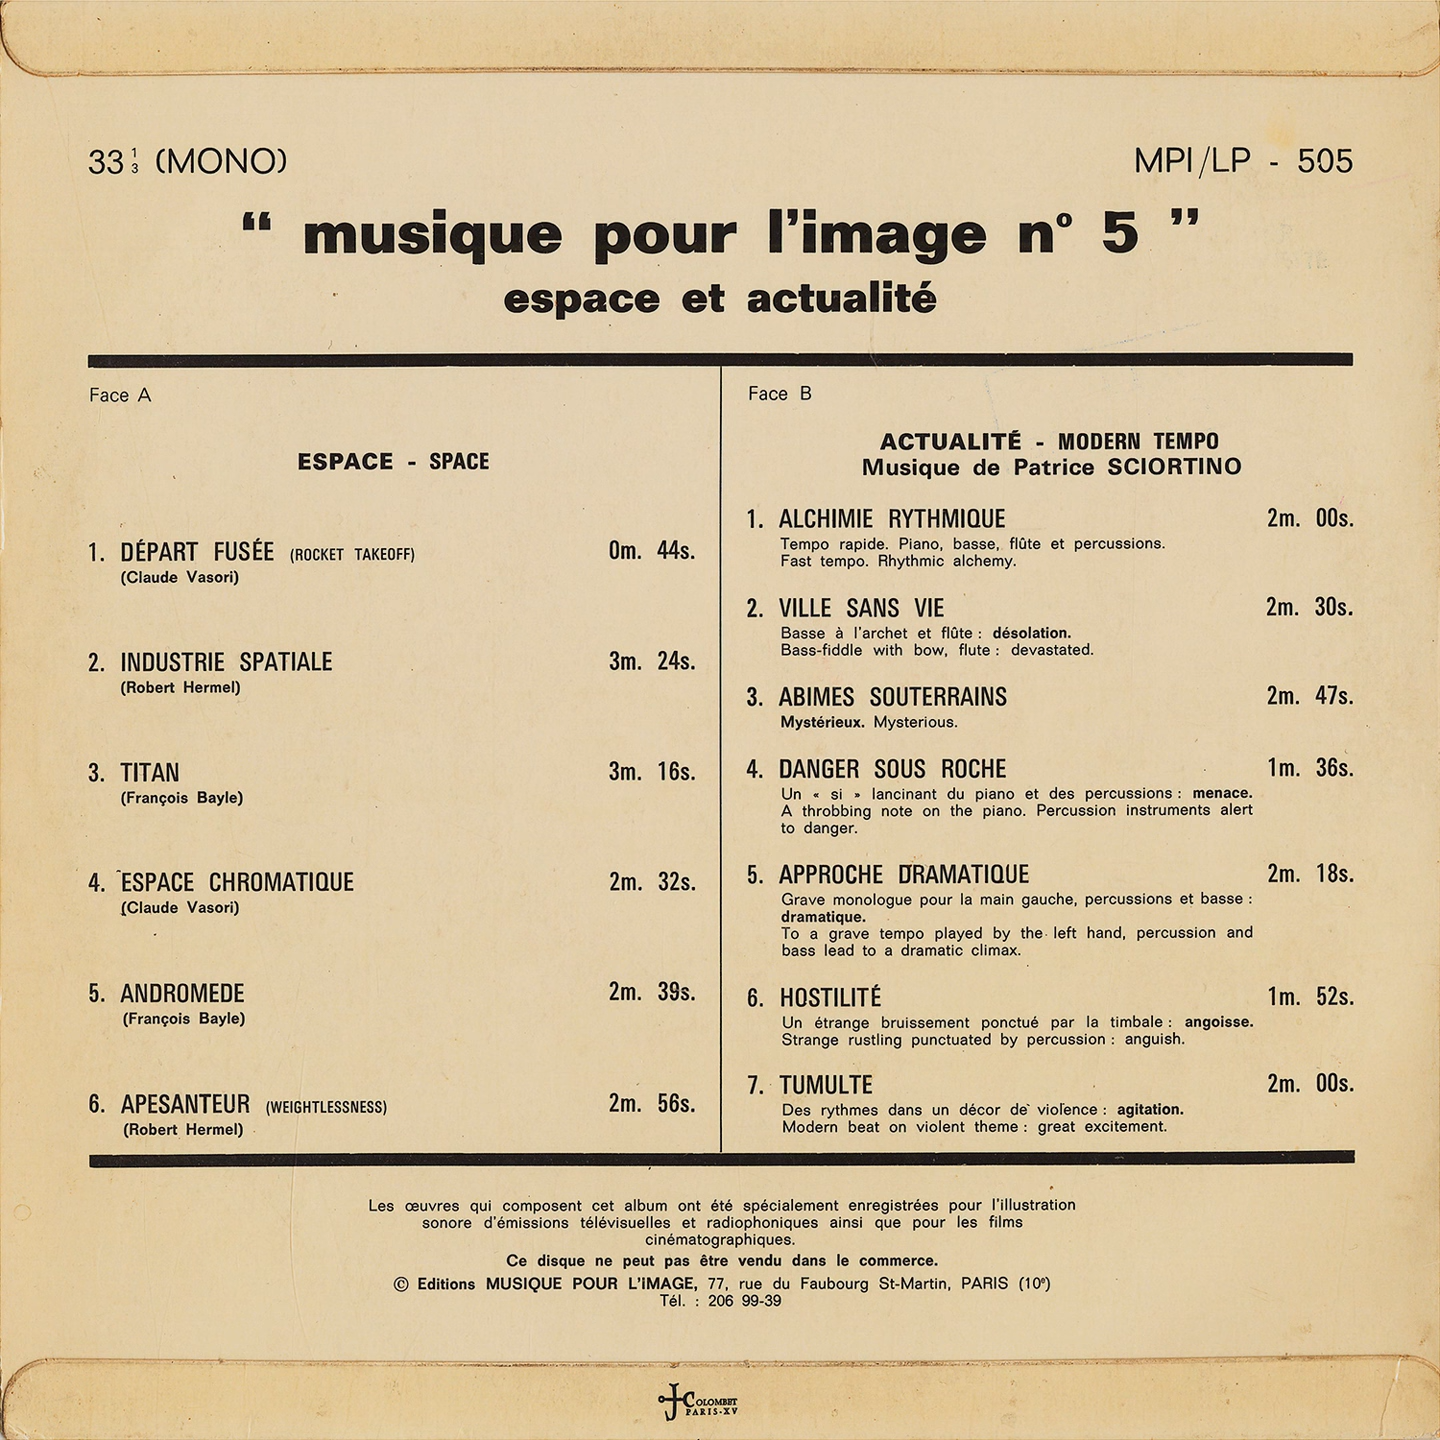 33 1/3 (MONO)
MPI/LP - 505
“ musique pour l'image n° 5 ”
espace et actualité
Face A
ESPACE - SPACE
1. DÉPART FUSÉE (ROCKET TAKEOFF) 0m. 44s.
(Claude Vasori)
2. INDUSTRIE SPATIALE 3m. 24s.
(Robert Hermel)
3. TITAN 3m. 16s.
(François Bayle)
4. ESPACE CHROMATIQUE 2m. 32s.
(Claude Vasori)
5. ANDROMEDE 2m. 39s.
(François Bayle)
6. APESANTEUR (WEIGHTLESSNESS) 2m. 56s.
(Robert Hermel)
Face B
ACTUALITÉ - MODERN TEMPO
Musique de Patrice SCIORTINO
1. ALCHIMIE RYTHMIQUE 2m. 00s.
Tempo rapide. Piano, basse, flûte et percussions.
Fast tempo. Rhythmic alchemy.
2. VILLE SANS VIE 2m. 30s.
Basse à l'archet et flûte : désolation.
Bass-fiddle with bow, flute : devastated.
3. ABIMES SOUTERRAINS 2m. 47s.
Mystérieux. Mysterious.
4. DANGER SOUS ROCHE 1m. 36s.
Un « si » lancinant du piano et des percussions : menace.
A throbbing note on the piano. Percussion instruments alert
to danger.
5. APPROCHE DRAMATIQUE 2m. 18s.
Grave monologue pour la main gauche, percussions et basse :
dramatique.
To a grave tempo played by the left hand, percussion and
bass lead to a dramatic climax.
6. HOSTILITÉ 1m. 52s.
Un étrange bruissement ponctué par la timbale : angoisse.
Strange rustling punctuated by percussion : anguish.
7. TUMULTE 2m. 00s.
Des rythmes dans un décor de violence : agitation.
Modern beat on violent theme : great excitement.
Les œuvres qui composent cet album ont été spécialement enregistrées pour l'illustration
sonore d'émissions télévisuelles et radiophoniques ainsi que pour les films
cinématographiques.
Ce disque ne peut pas être vendu dans le commerce.
© Editions MUSIQUE POUR L'IMAGE, 77, rue du Faubourg St-Martin, PARIS (10e)
Tél. : 206 99-39
J COLOMBET
PARIS-XV